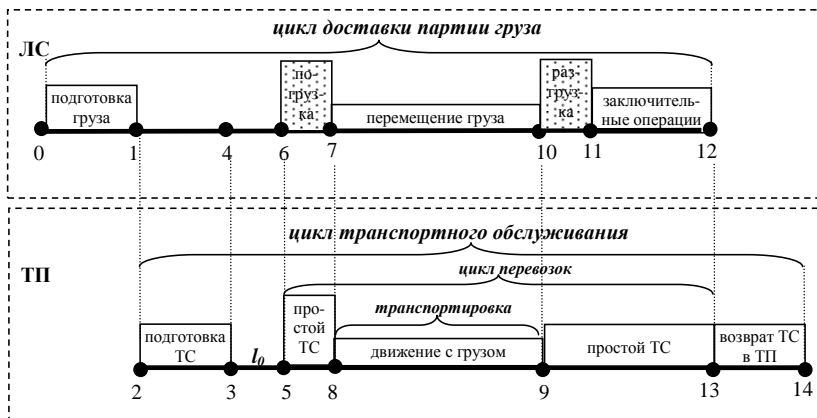 цикл доставки партии груза
ЛС
подготовка
груза
по-
груз-
ка
перемещение груза
раз-
груз-
ка
заключитель-
ные операции
0 1 4 6 7 10 11 12
цикл транспортного обслуживания
ТП
цикл перевозок
подготовка
ТС
l0
про-
стой
ТС
транспортировка
движение с грузом
простой ТС
возврат ТС
в ТП
2 3 5 8 9 13 14